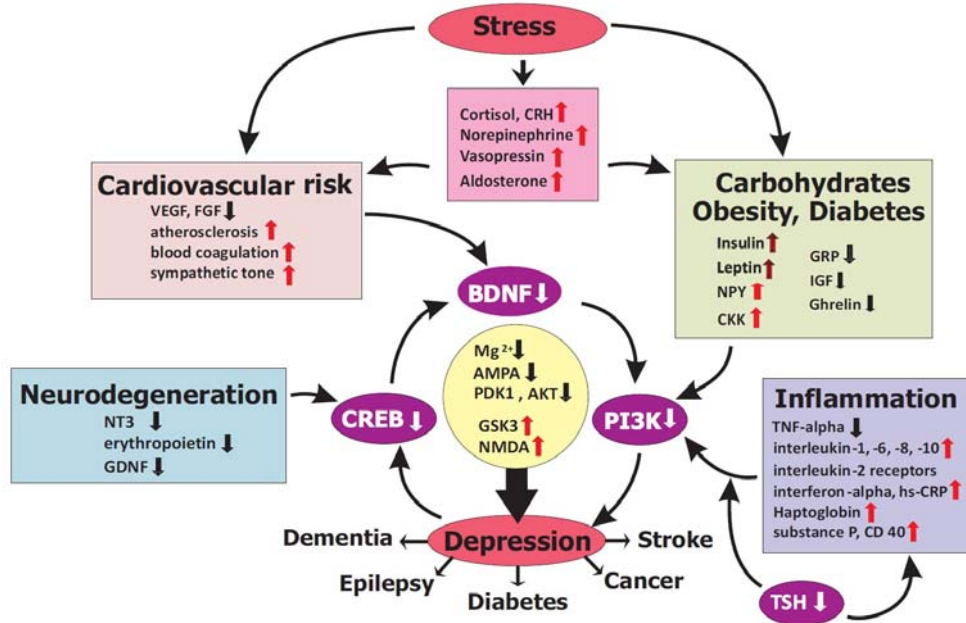 Stress
Cortisol, CRH
Norepinephrine
Vasopressin
Aldosterone
Cardiovascular risk
VEGF, FGF
atherosclerosis
blood coagulation
sympathetic tone
Carbohydrates
Obesity, Diabetes
Insulin
Leptin
NPY
CKK
GRP
IGF
Ghrelin
BDNF
Mg2+
AMPA
PDK1 , AKT
GSK3
NMDA
Neurodegeneration
NT3
erythropoietin
GDNF
CREB
PI3K
Inflammation
TNF-alpha
interleukin-1, -6, -8, -10
interleukin-2 receptors
interferon-alpha, hs-CRP
Haptoglobin
substance P, CD 40
Depression
Dementia
Stroke
Epilepsy
Cancer
Diabetes
TSH